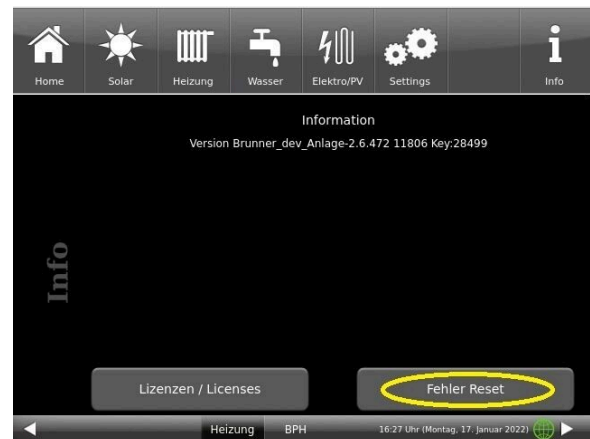 Home Solar Heizung Wasser Elektro/PV Settings Info
Information
Version Brunner_dev_Anlage-2.6.472 11806 Key:28499
Info
Lizenzen / Licenses Fehler Reset
Heizung BPH 16:27 Uhr (Montag, 17. Januar 2022)